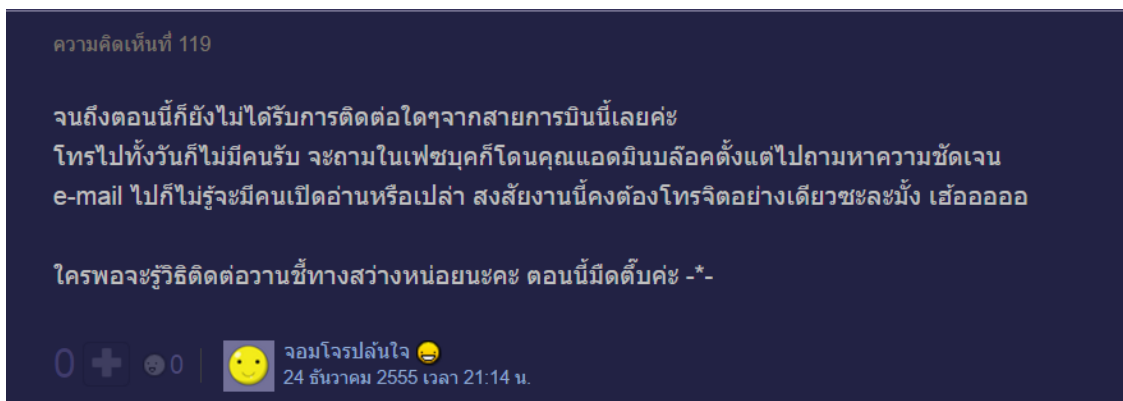 ความคิดเห็นที่ 119
จนถึงตอนนี้ก็ยังไม่ได้รับการติดต่อใดๆจากสายการบินนี้เลยค่ะ
โทรไปทั้งวันก็ไม่มีคนรับ จะถามในเฟซบุคก็โดนคุณแอดมินบล๊อคตั้งแต่ไปถามหาความชัดเจน
e-mail ไปก็ไม่รู้จะมีคนเปิดอ่านหรือเปล่า สงสัยงานนี้คงต้องโทรจิตอย่างเดียวซะละมั้ง เฮ้อออออ
ใครพอจะรู้วิธิติดต่อวานชี้ทางสว่างหน่อยนะคะ ตอนนี้มืดตึ๊บค่ะ -*-
0 0
จอมโจรปล้นใจ
24 ธันวาคม 2555 เวลา 21:14 น.